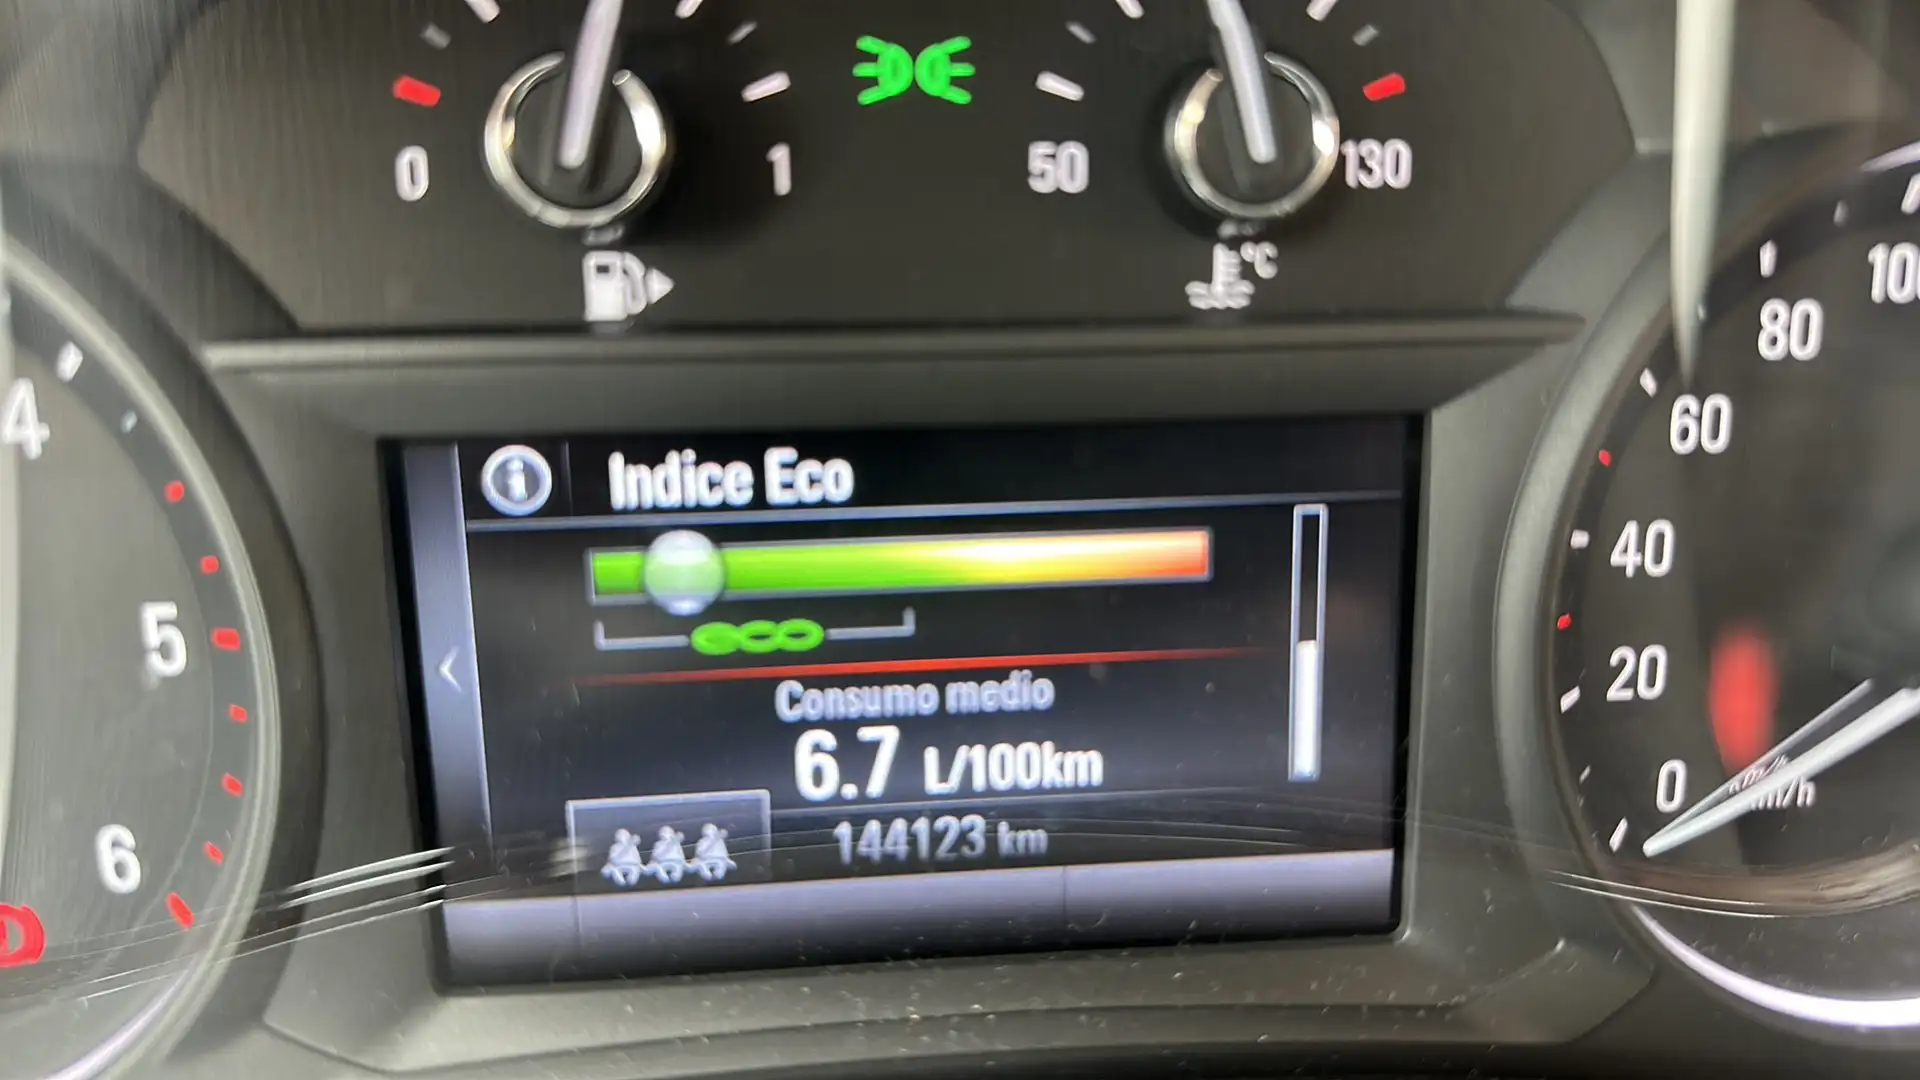 0 1 50 130
°C
4
5
6
100
80
60
40
20
0
km/h
Indice Eco
eco
Consumo medio
6.7 L/100km
144123 km